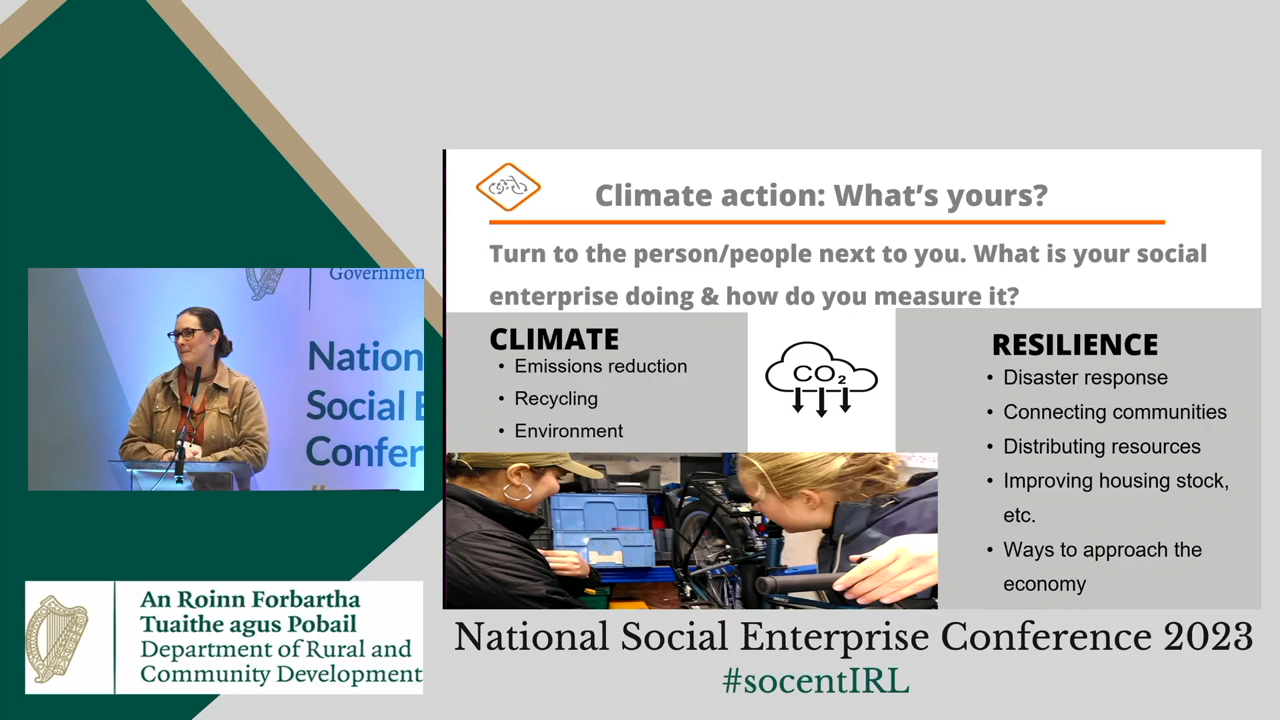 Climate action: What's yours?
Turn to the person/people next to you. What is your social
enterprise doing & how do you measure it?
CLIMATE
• Emissions reduction
• Recycling
• Environment
CO₂
RESILIENCE
• Disaster response
• Connecting communities
• Distributing resources
• Improving housing stock,
etc.
• Ways to approach the
economy
Governmen
Nation
Social E
Confer
An Roinn Forbartha
Tuaithe agus Pobail
Department of Rural and
Community Development
National Social Enterprise Conference 2023
#socentIRL